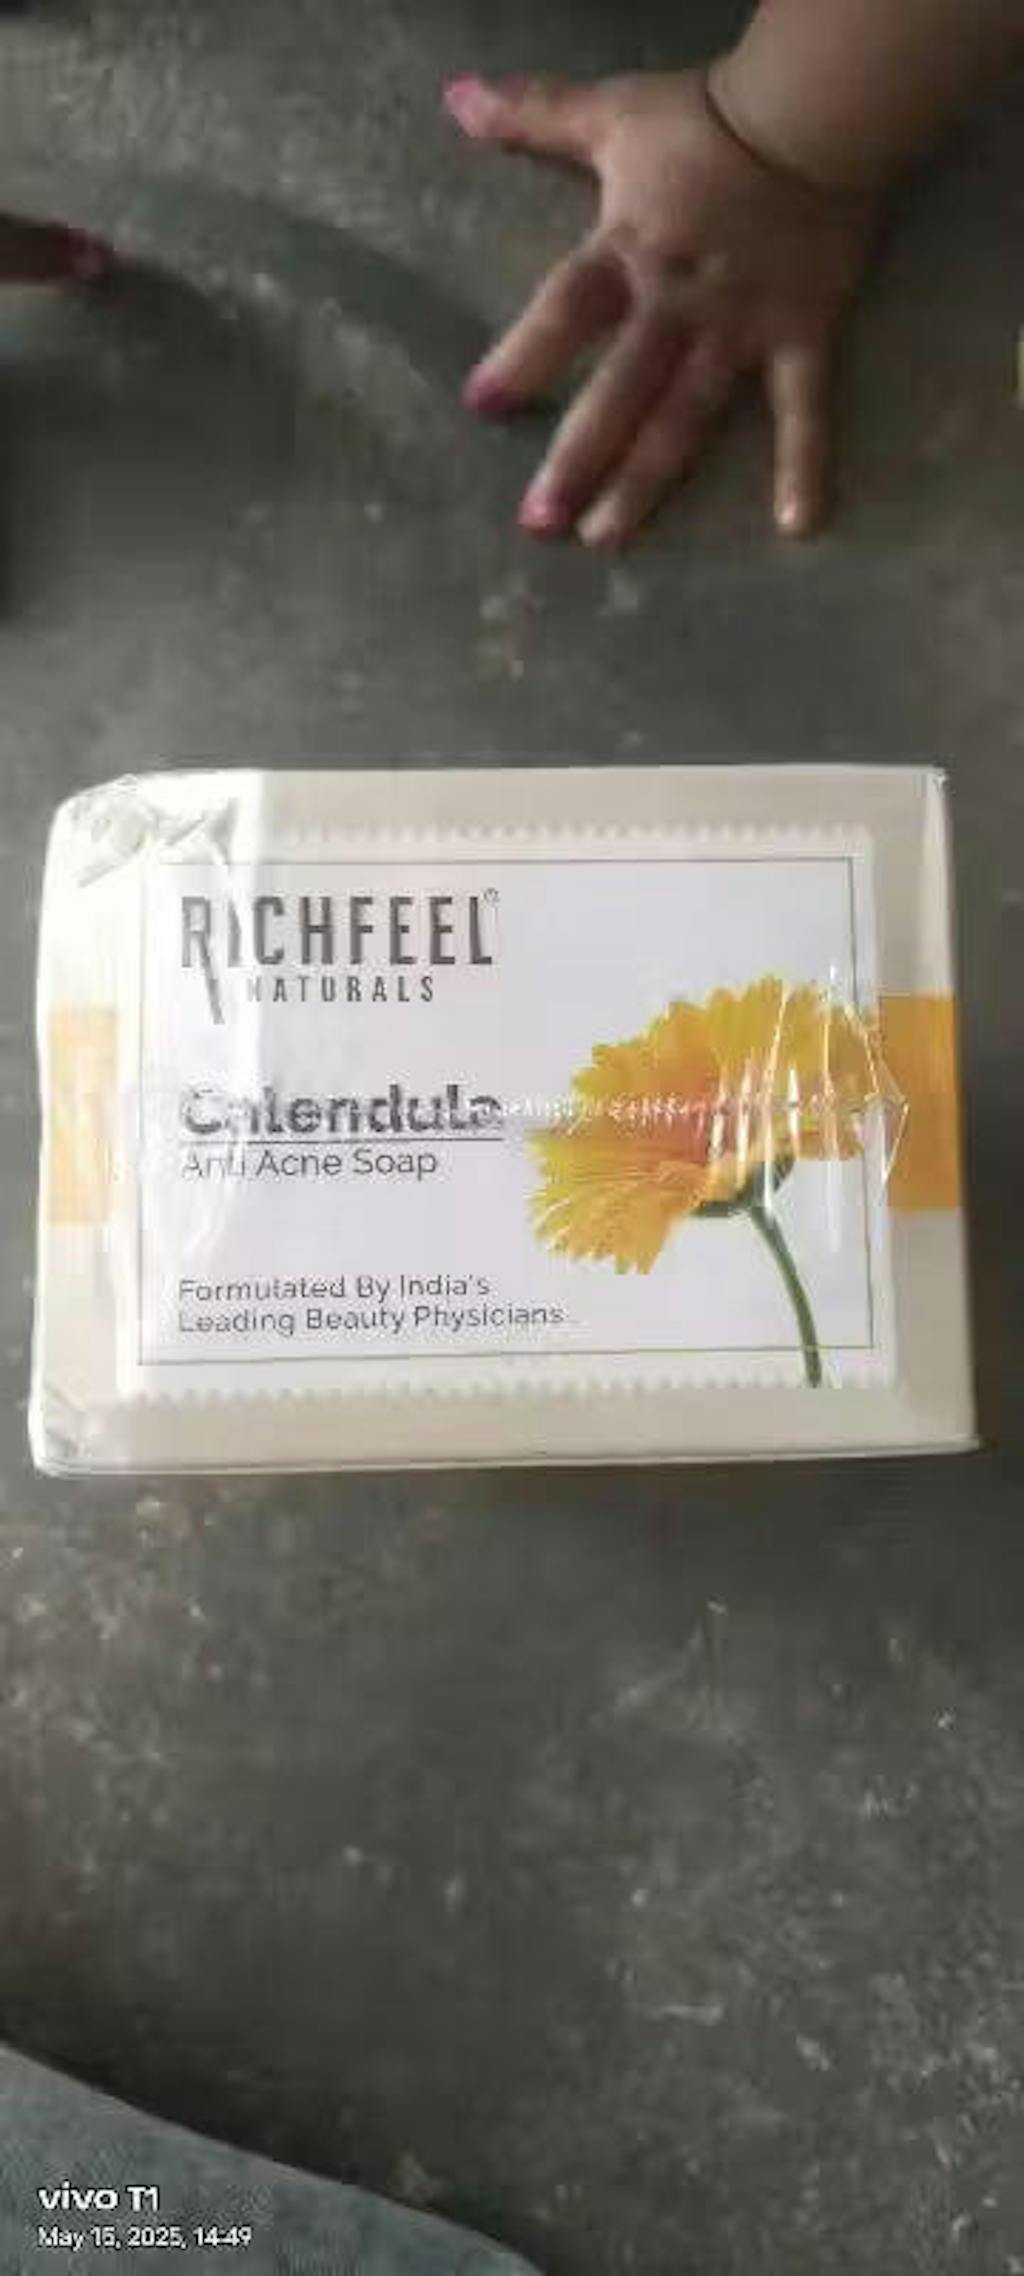 RICHFEEL®
NATURALS
Calendula
Anti Acne Soap
Formulated By India's
Leading Beauty Physicians
vivo T1
May 15, 2025, 14:49